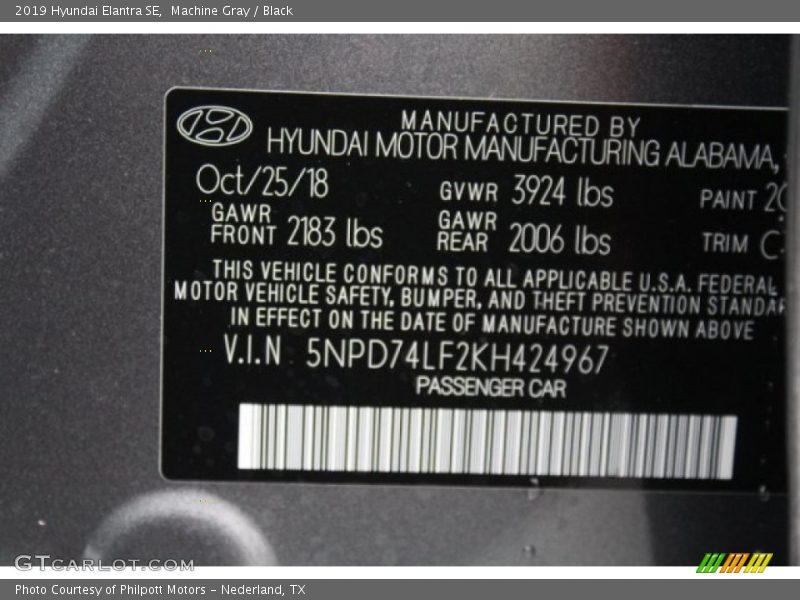 2019 Hyundai Elantra SE, Machine Gray / Black
MANUFACTURED BY
HYUNDAI MOTOR MANUFACTURING ALABAMA,
Oct/25/18 GVWR 3924 lbs PAINT
GAWR FRONT 2183 lbs GAWR REAR 2006 lbs TRIM
THIS VEHICLE CONFORMS TO ALL APPLICABLE U.S.A. FEDERAL
MOTOR VEHICLE SAFETY, BUMPER, AND THEFT PREVENTION
IN EFFECT ON THE DATE OF MANUFACTURE SHOWN ABOVE
V.I.N 5NPD74LF2KH424967
PASSENGER CAR
GTCARLOT.COM
Photo Courtesy of Philpott Motors - Nederland, TX